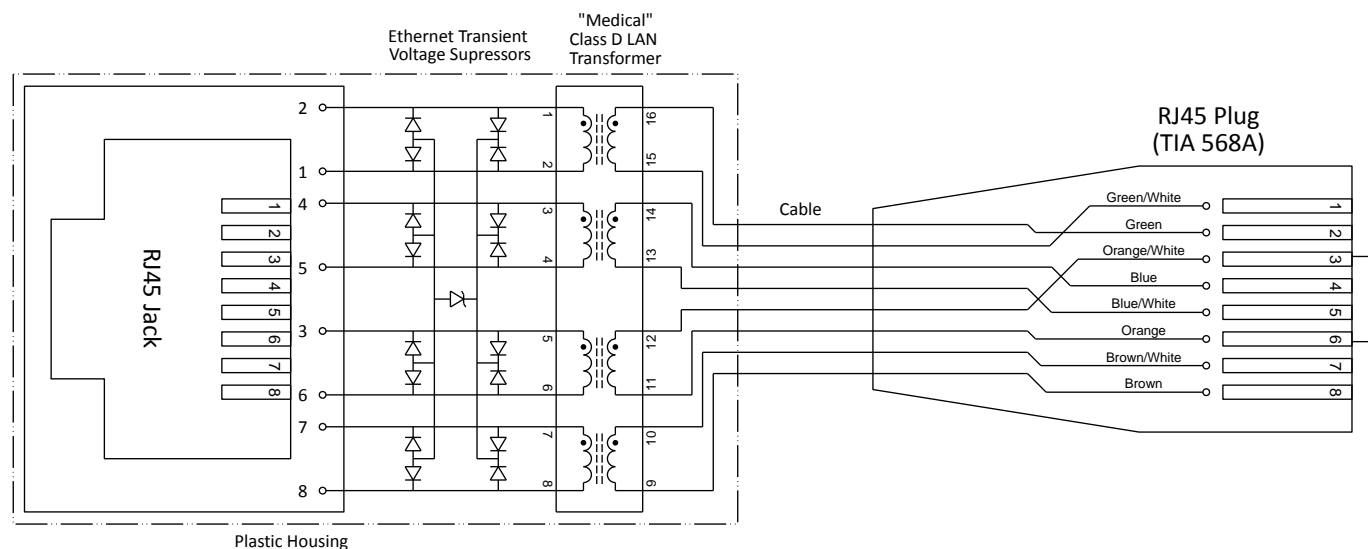 "Medical"
Class D LAN
Transformer
Ethernet Transient
Voltage Supressors
RJ45 Plug
(TIA 568A)
2
1
4
5
3
6
7
8
RJ45 Jack
1
2
3
4
5
6
7
8
1
2
3
4
5
6
7
8
16
15
14
13
12
11
10
9
Cable
Green/White
Green
Orange/White
Blue
Blue/White
Orange
Brown/White
Brown
1
2
3
4
5
6
7
8
Plastic Housing